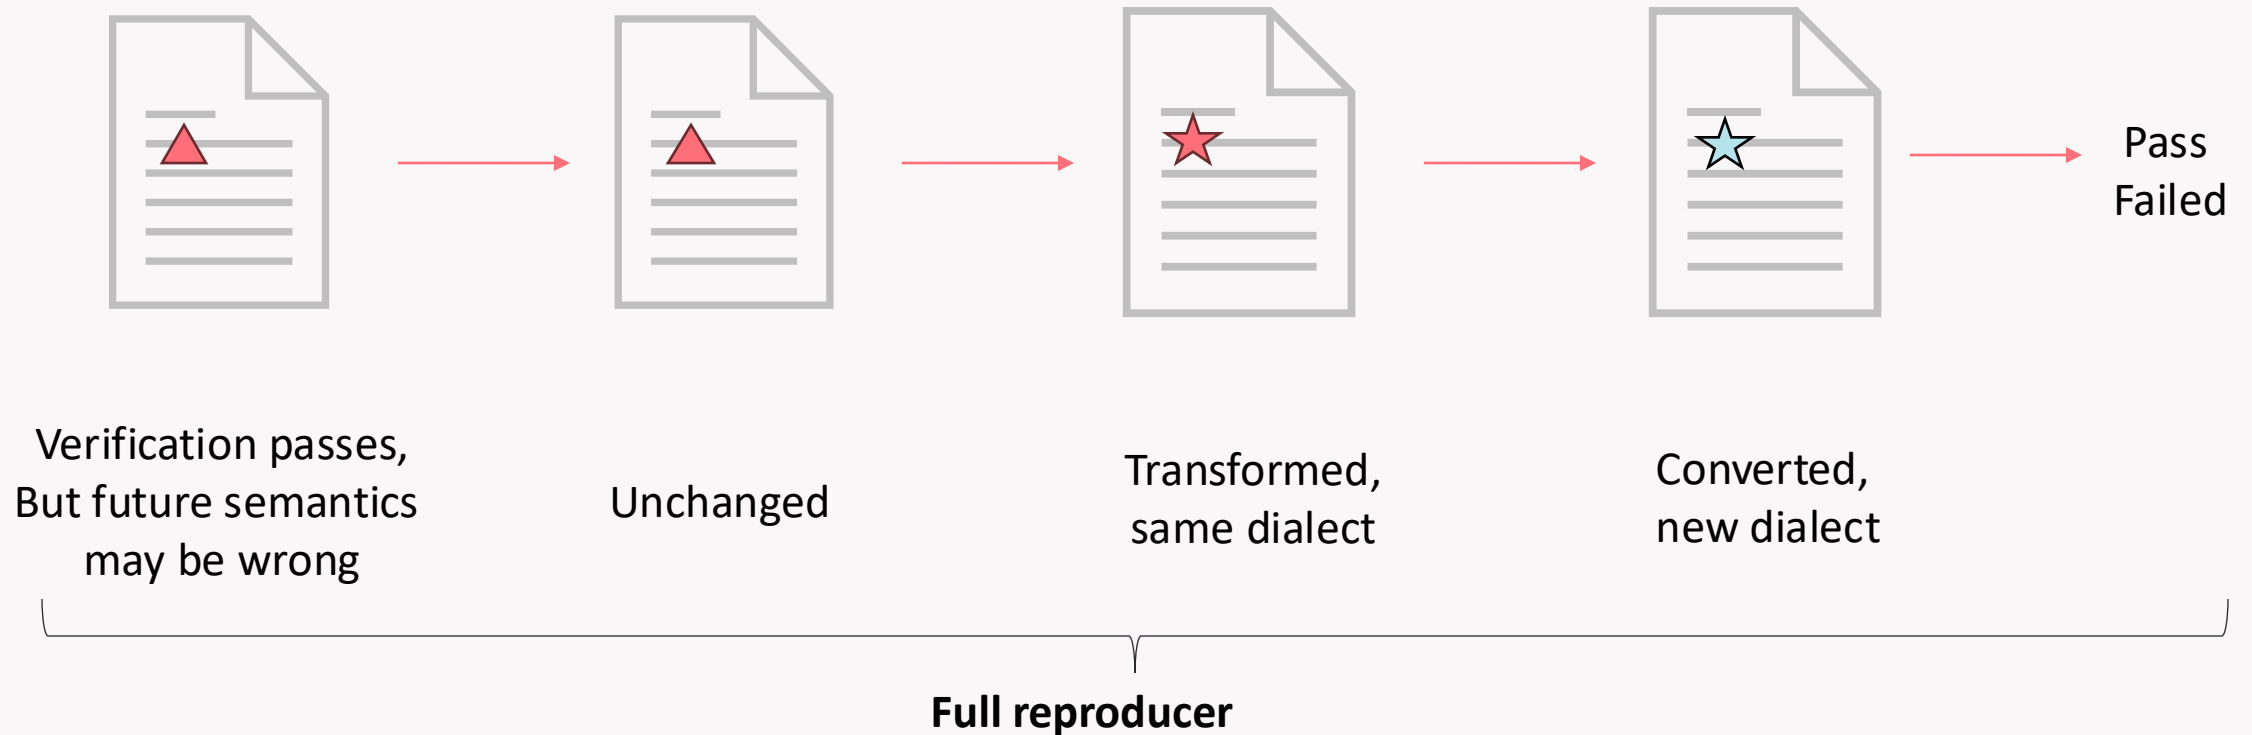 Pass
Failed
Verification passes,
But future semantics
may be wrong
Unchanged
Transformed,
same dialect
Converted,
new dialect
Full reproducer